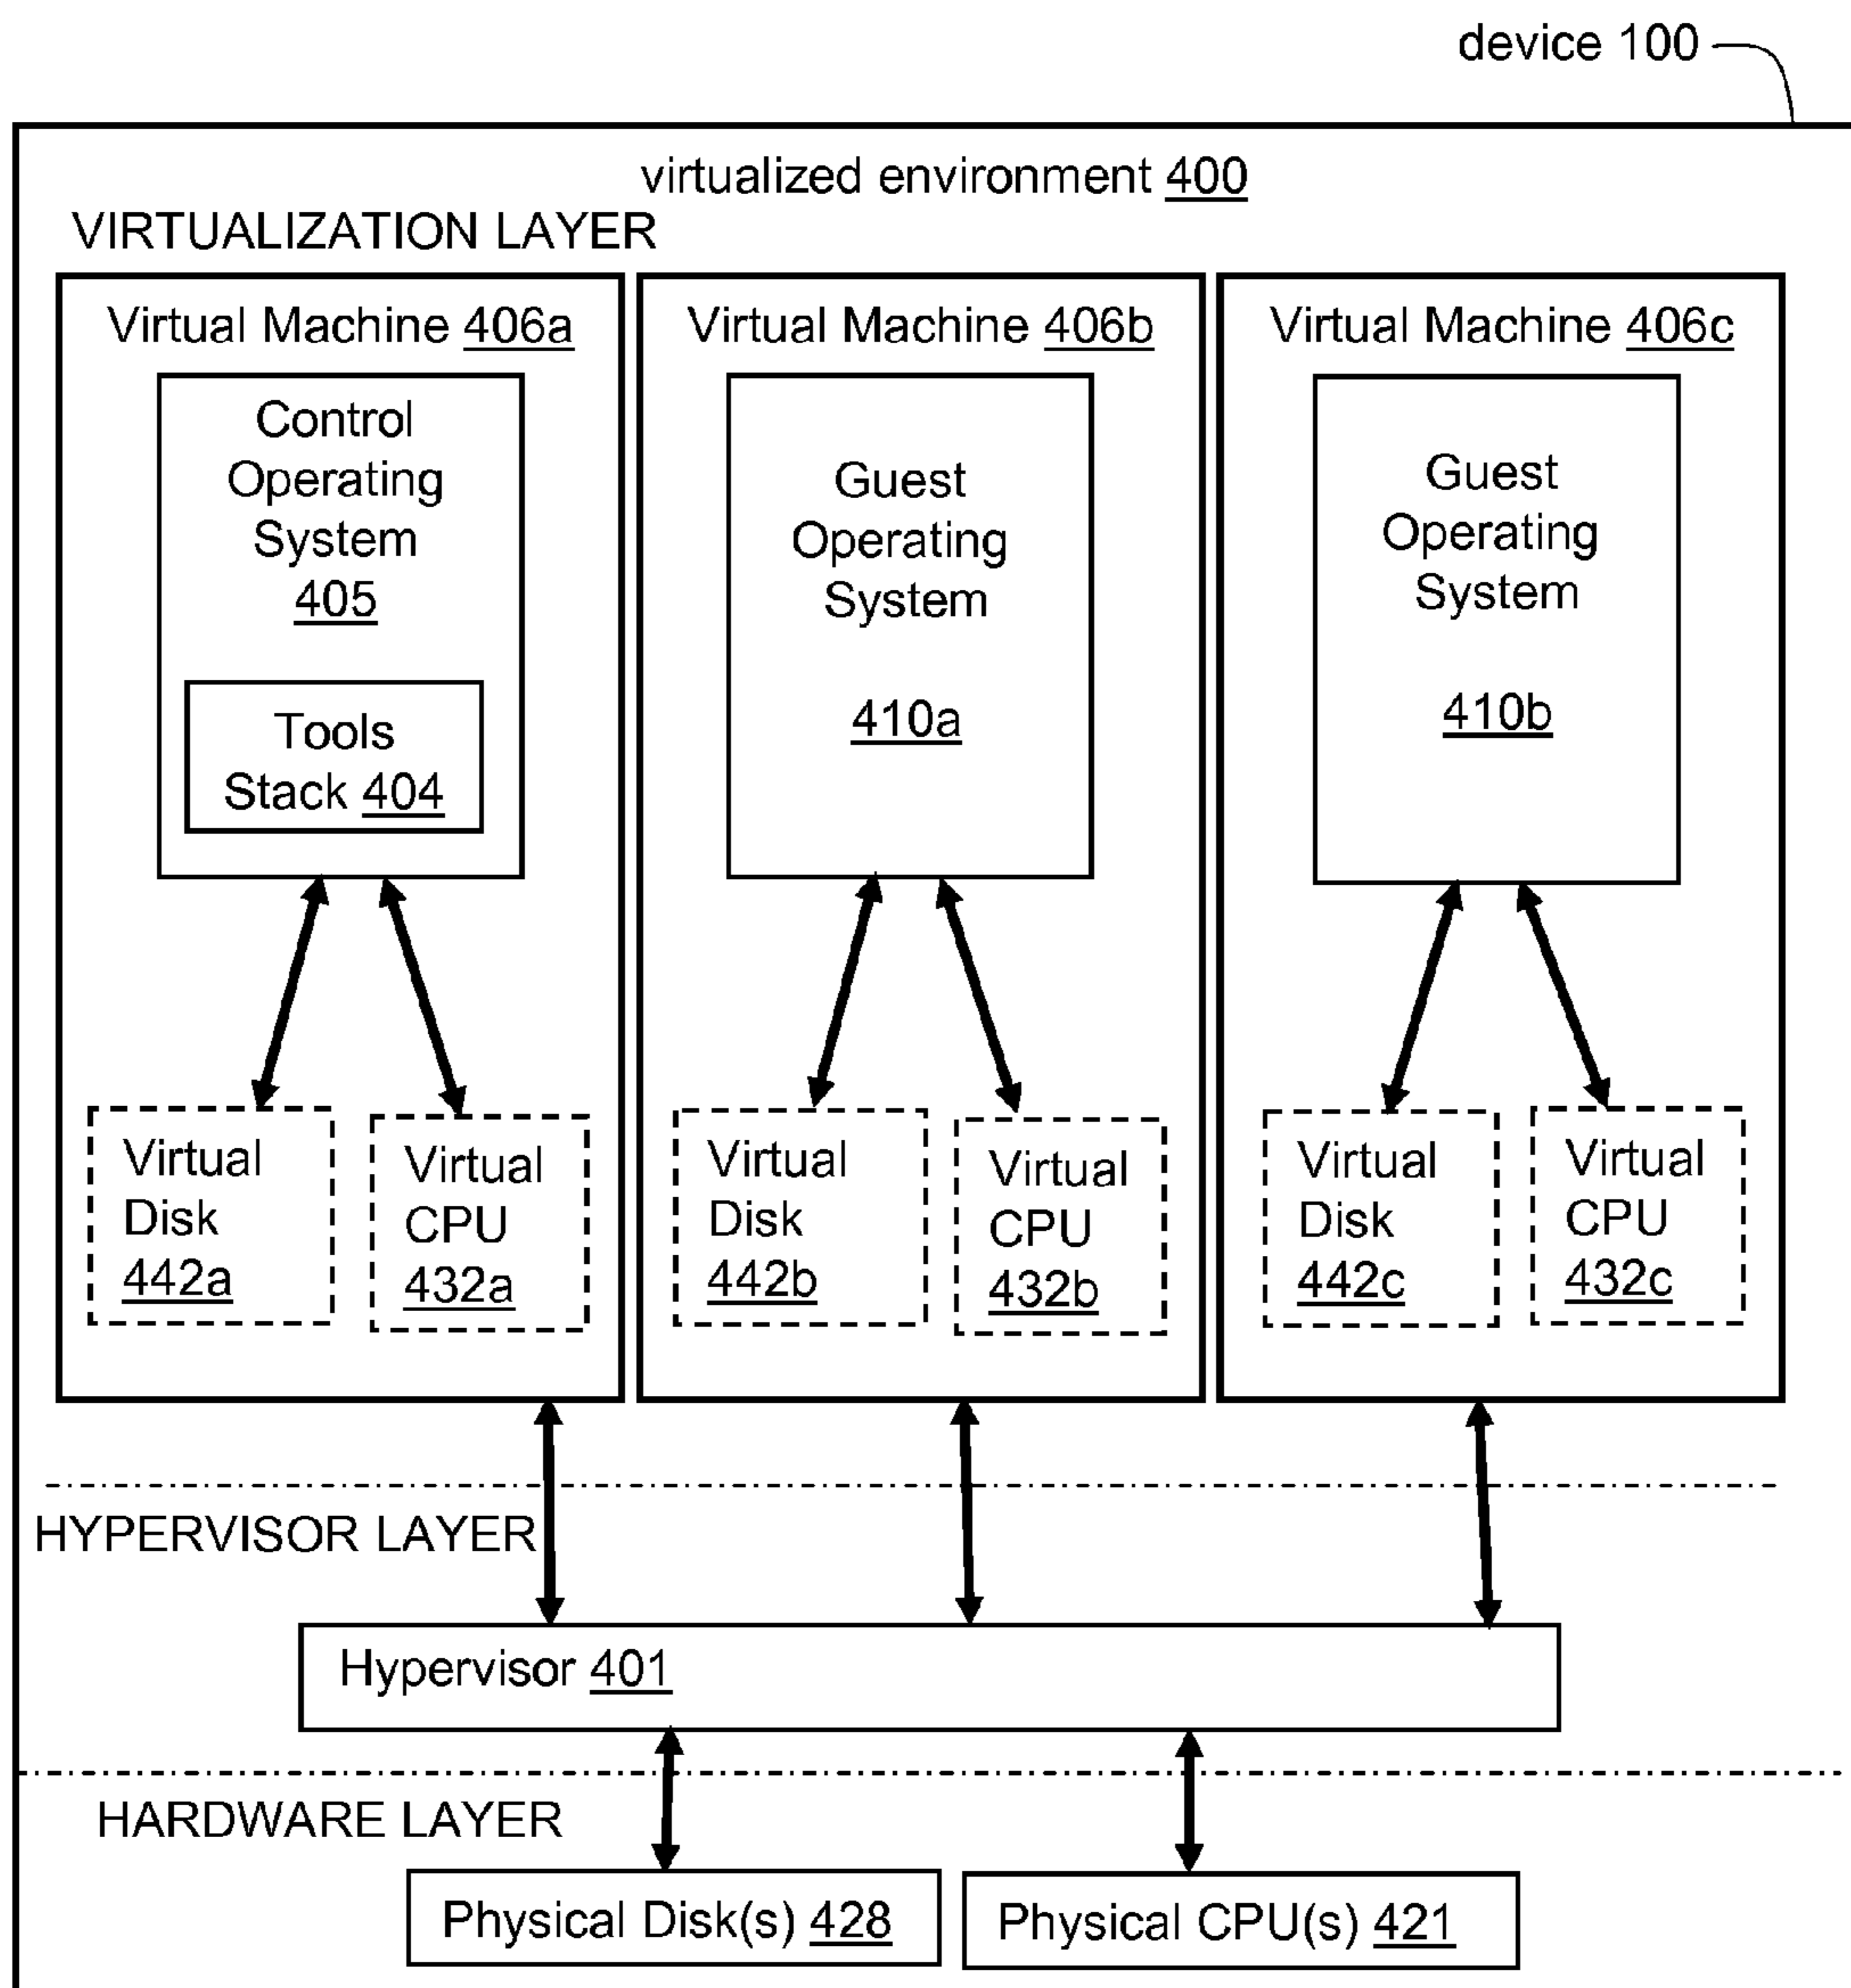 device 100
virtualized environment 400
VIRTUALIZATION LAYER
Virtual Machine 406a
Control
Operating
System
405
Tools
Stack 404
Virtual
Disk
442a
Virtual
CPU
432a
Virtual Machine 406b
Guest
Operating
System
410a
Virtual
Disk
442b
Virtual
CPU
432b
Virtual Machine 406c
Guest
Operating
System
410b
Virtual
Disk
442c
Virtual
CPU
432c
HYPERVISOR LAYER
Hypervisor 401
HARDWARE LAYER
Physical Disk(s) 428
Physical CPU(s) 421